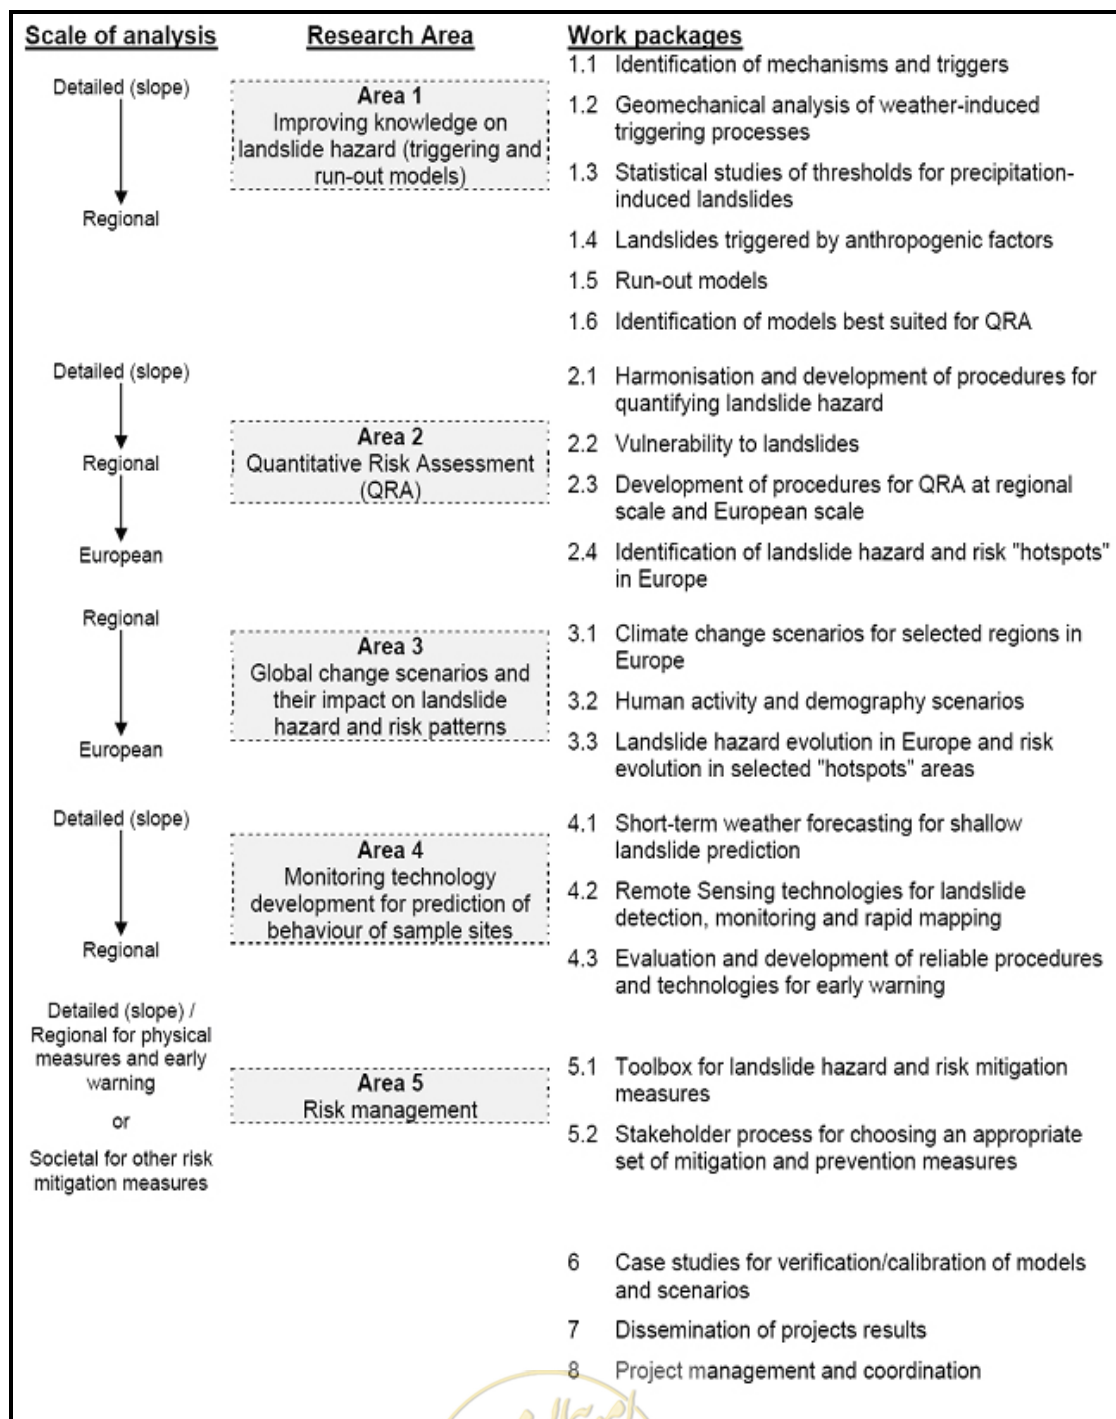 Scale of analysis
Research Area
Work packages
Detailed (slope)
Regional
Area 1
Improving knowledge on
landslide hazard (triggering and
run-out models)
1.1 Identification of mechanisms and triggers
1.2 Geomechanical analysis of weather-induced
triggering processes
1.3 Statistical studies of thresholds for precipitation-
induced landslides
1.4 Landslides triggered by anthropogenic factors
1.5 Run-out models
1.6 Identification of models best suited for QRA
Detailed (slope)
Regional
European
Area 2
Quantitative Risk Assessment
(QRA)
2.1 Harmonisation and development of procedures for
quantifying landslide hazard
2.2 Vulnerability to landslides
2.3 Development of procedures for QRA at regional
scale and European scale
2.4 Identification of landslide hazard and risk "hotspots"
in Europe
Regional
European
Area 3
Global change scenarios and
their impact on landslide
hazard and risk patterns
3.1 Climate change scenarios for selected regions in
Europe
3.2 Human activity and demography scenarios
3.3 Landslide hazard evolution in Europe and risk
evolution in selected "hotspots" areas
Detailed (slope)
Regional
Area 4
Monitoring technology
development for prediction of
behaviour of sample sites
4.1 Short-term weather forecasting for shallow
landslide prediction
4.2 Remote Sensing technologies for landslide
detection, monitoring and rapid mapping
4.3 Evaluation and development of reliable procedures
and technologies for early warning
Detailed (slope) /
Regional for physical
measures and early
warning
or
Societal for other risk
mitigation measures
Area 5
Risk management
5.1 Toolbox for landslide hazard and risk mitigation
measures
5.2 Stakeholder process for choosing an appropriate
set of mitigation and prevention measures
6 Case studies for verification/calibration of models
and scenarios
7 Dissemination of projects results
8 Project management and coordination